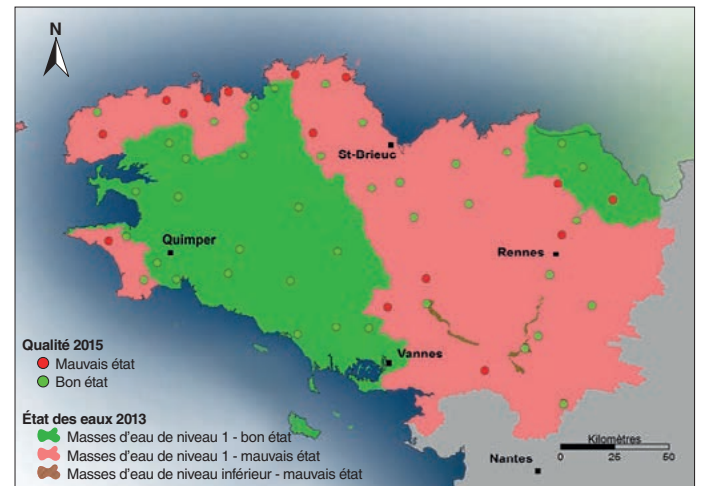 N
St-Brieuc
Quimper
Rennes
Vannes
Nantes
Qualité 2015
Mauvais état
Bon état
État des eaux 2013
Masses d'eau de niveau 1 - bon état
Masses d'eau de niveau 1 - mauvais état
Masses d'eau de niveau inférieur - mauvais état
Kilomètres
0 25 50